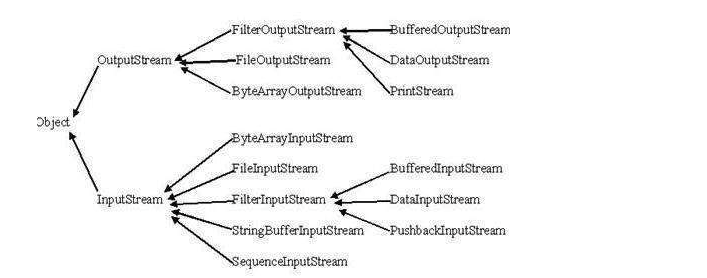 FilterOutputStream BufferedOutputStream
OutputStream FileOutputStream DataOutputStream
ByteArrayOutputStream PrintStream
Object
ByteArrayInputStream
FileInputStream BufferedInputStream
InputStream FilterInputStream DataInputStream
StringBufferInputStream PushbackInputStream
SequenceInputStream